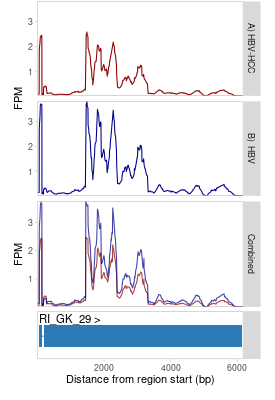 3
2
1
A) HBV-HCC
3
2
1
B) HBV
FPM
3
2
1
Combined
FPM
RI_GK_29 >
2000
4000
6000
Distance from region start (bp)